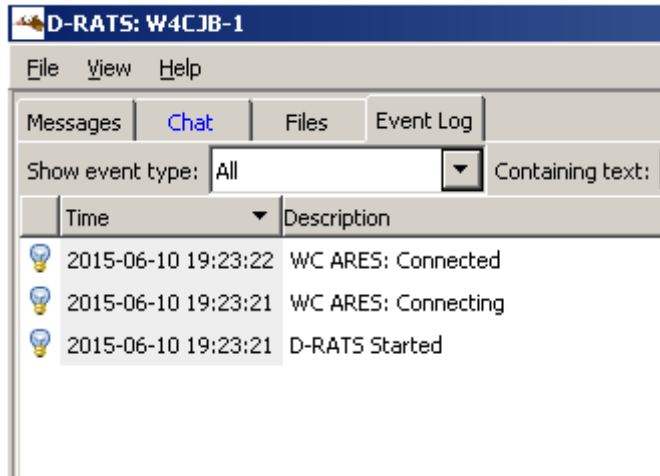 D-RATS: W4CJB-1
File View Help
Messages Chat Files Event Log
Show event type: All Containing text:
Time Description
2015-06-10 19:23:22 WC ARES: Connected
2015-06-10 19:23:21 WC ARES: Connecting
2015-06-10 19:23:21 D-RATS Started